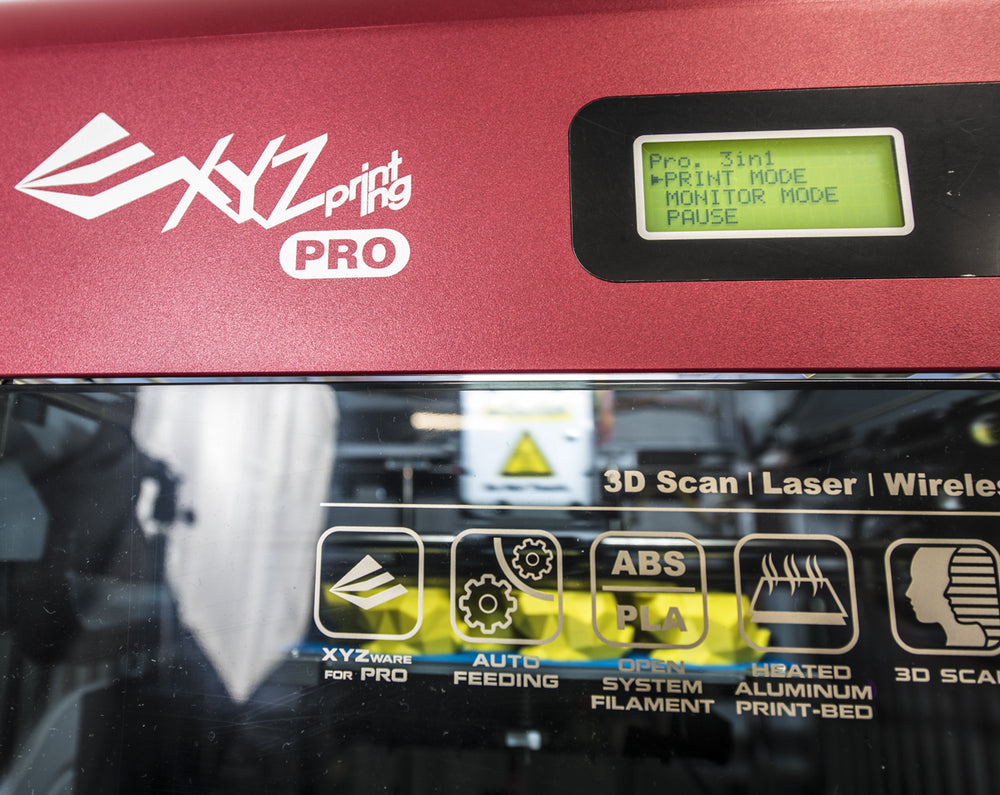 XYZprinting
PRO
Pro. 3in1
PRINT MODE
MONITOR MODE
PAUSE
3D Scan | Laser | Wireles
XYZWARE
FOR PRO
AUTO
FEEDING
ABS
PLA
OPEN
SYSTEM
FILAMENT
HEATED
ALUMINUM
PRINT-BED
3D SCA